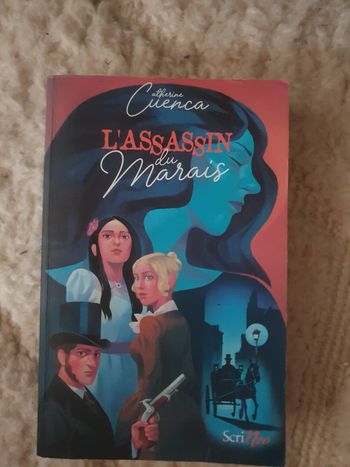 Catherine
Cuenca
L'ASSASSIN
du
Marais
ScriNeo